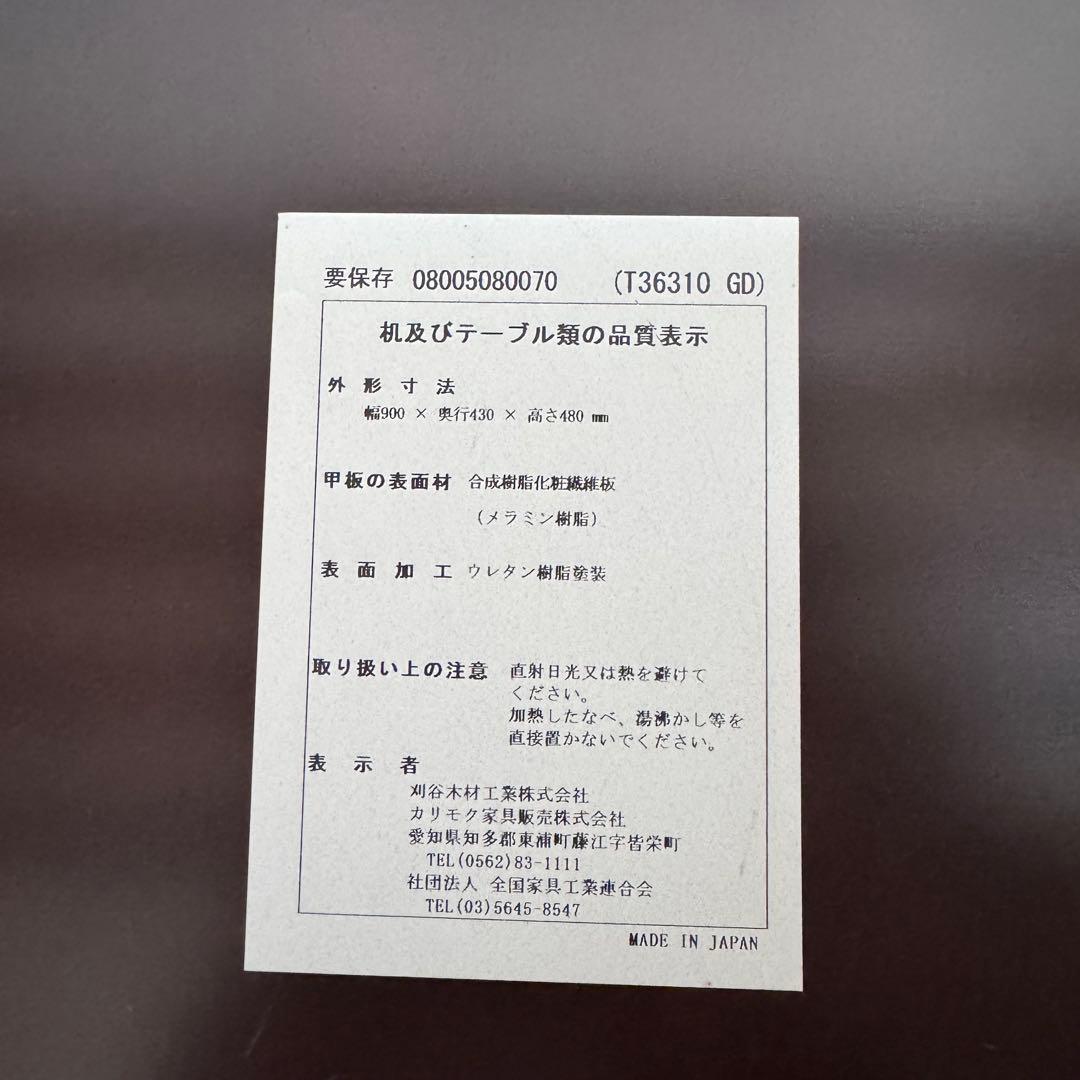 要保存 08005080070 (T36310 GD)
机及びテーブル類の品質表示
外形寸法
幅900 × 奥行430 × 高さ480 mm
甲板の表面材 合成樹脂化粧繊維板
(メラミン樹脂)
表面加工 ウレタン樹脂塗装
取り扱い上の注意 直射日光又は熱を避けて
ください。
加熱したなべ、湯沸かし等を
直接置かないでください。
表示者
刈谷木材工業株式会社
カリモク家具販売株式会社
愛知県知多郡東浦町藤江字皆栄町
TEL(0562)83-1111
社団法人 全国家具工業連合会
TEL(03)5645-8547
MADE IN JAPAN